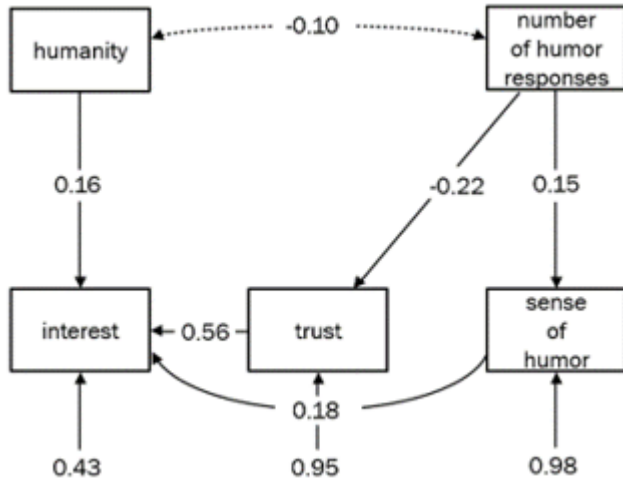 -0.10
humanity
number
of humor
responses
0.16
-0.22
0.15
interest
0.56
trust
sense
of
humor
0.18
0.43
0.95
0.98